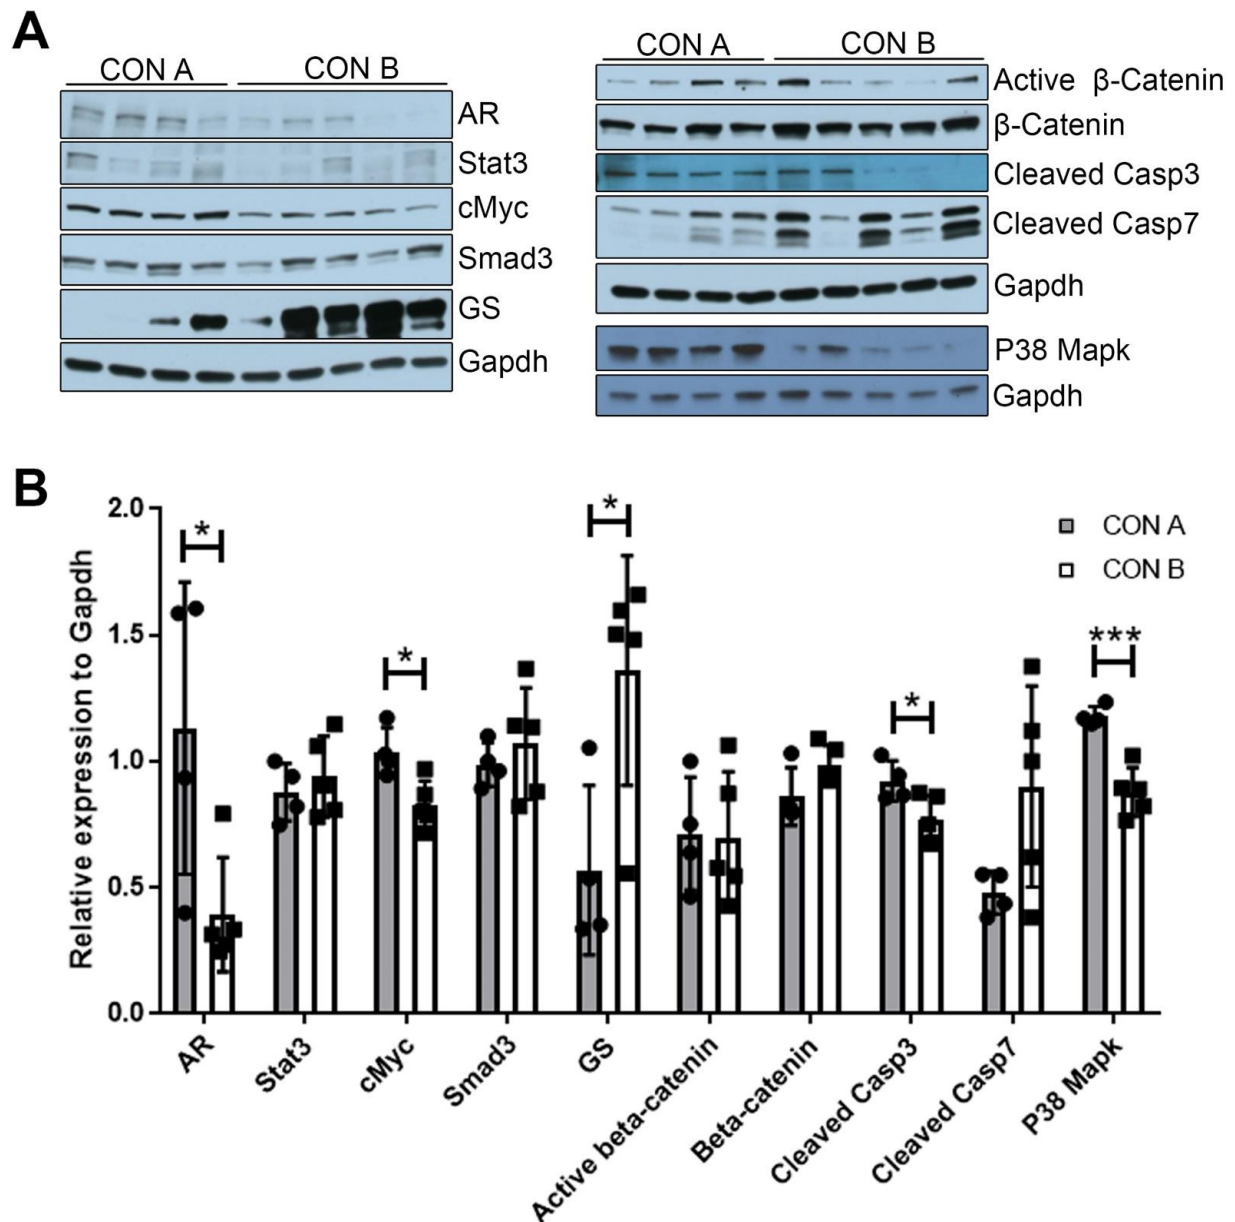 A
CON A CON B
AR
Stat3
cMyc
Smad3
GS
Gapdh
CON A CON B
Active β-Catenin
β-Catenin
Cleaved Casp3
Cleaved Casp7
Gapdh
P38 Mapk
Gapdh
B
Relative expression to Gapdh
2.0
1.5
1.0
0.5
0.0
*
*
*
*
***
CON A
CON B
AR
Stat3
cMyc
Smad3
GS
Active beta-catenin
Beta-catenin
Cleaved Casp3
Cleaved Casp7
P38 Mapk